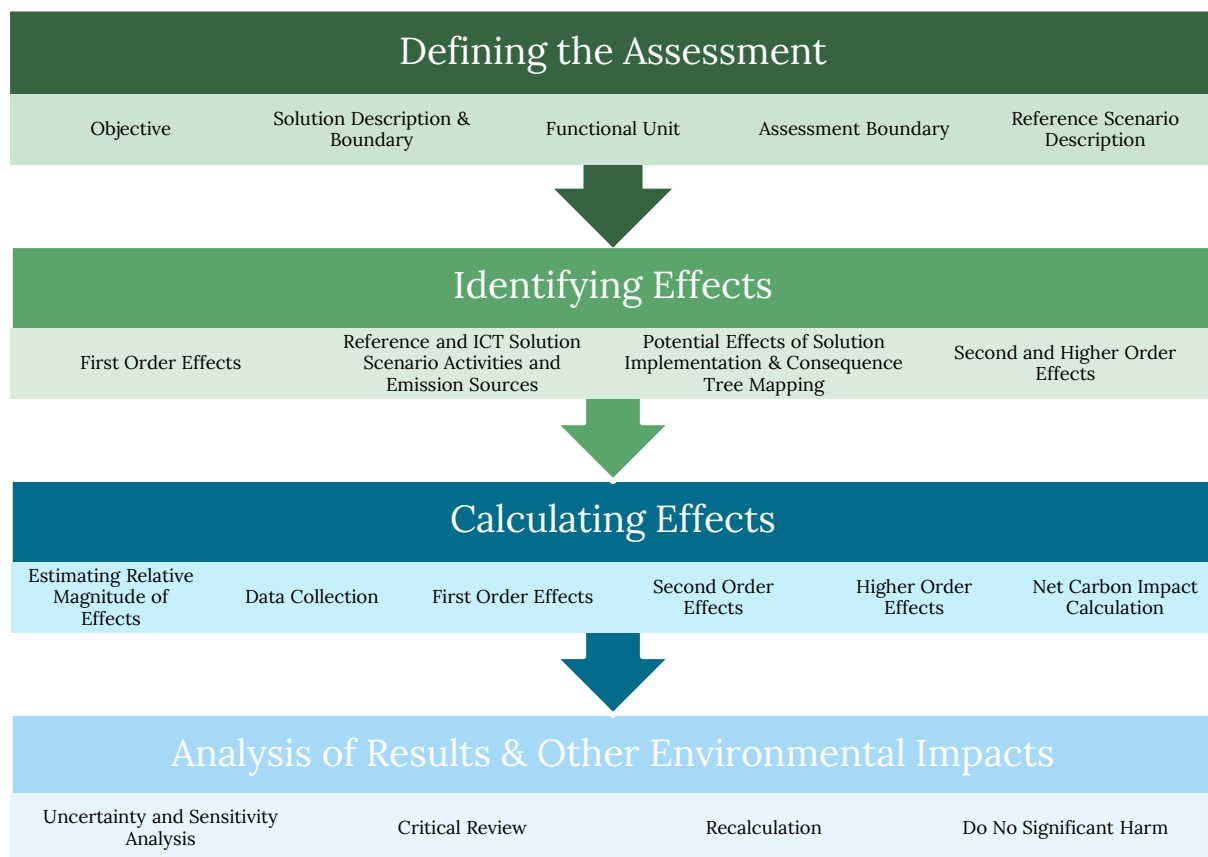 Defining the Assessment
Objective
Solution Description &
Boundary
Functional Unit
Assessment Boundary
Reference Scenario
Description
Identifying Effects
First Order Effects
Reference and ICT Solution
Scenario Activities and
Emission Sources
Potential Effects of Solution
Implementation & Consequence
Tree Mapping
Second and Higher Order
Effects
Calculating Effects
Estimating Relative
Magnitude of
Effects
Data Collection
First Order Effects
Second Order
Effects
Higher Order
Effects
Net Carbon Impact
Calculation
Analysis of Results & Other Environmental Impacts
Uncertainty and Sensitivity
Analysis
Critical Review
Recalculation
Do No Significant Harm